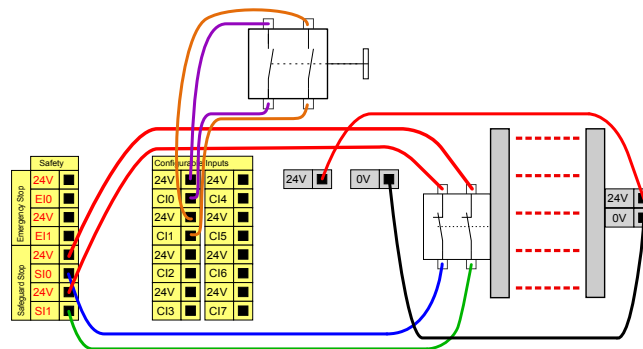 Safety
Emergency Stop
24V
EI0
24V
EI1
Safeguard Stop
24V
SI0
24V
SI1
Configurable Inputs
24V 24V
CI0 CI4
24V 24V
CI1 CI5
24V 24V
CI2 CI6
24V 24V
CI3 CI7
24V 0V
24V
0V